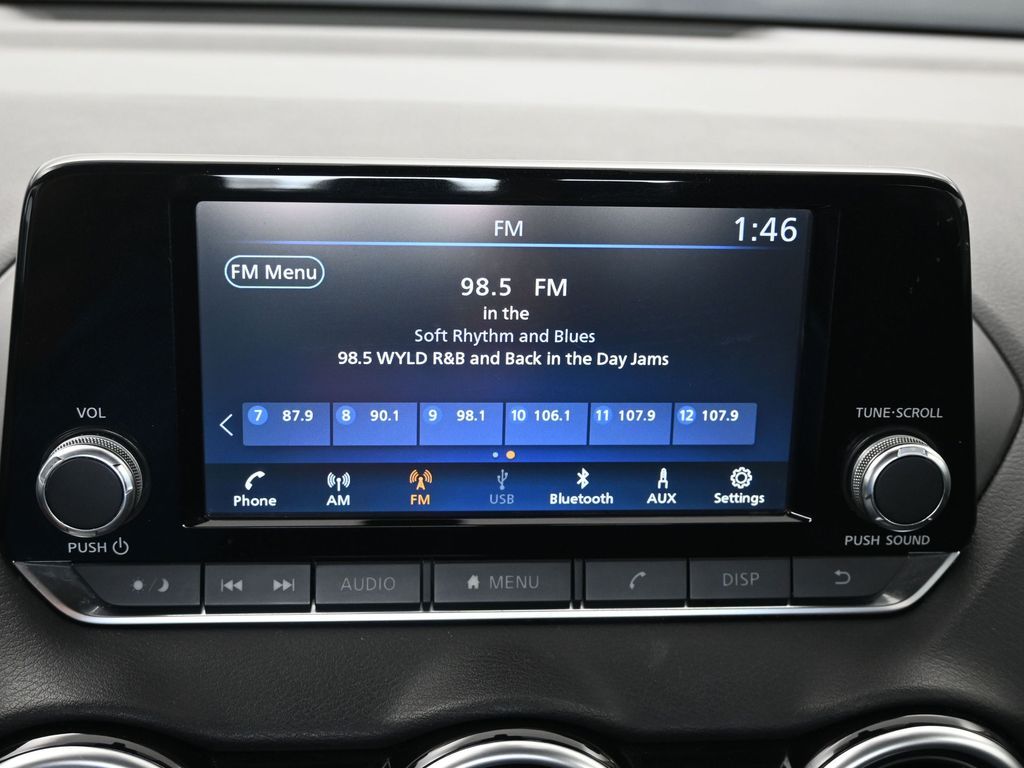 FM
1:46
FM Menu
98.5 FM
in the
Soft Rhythm and Blues
98.5 WYLD R&B and Back in the Day Jams
7 87.9 8 90.1 9 98.1 10 106.1 11 107.9 12 107.9
Phone AM FM USB Bluetooth AUX Settings
VOL
PUSH
TUNE·SCROLL
PUSH SOUND
AUDIO MENU DISP